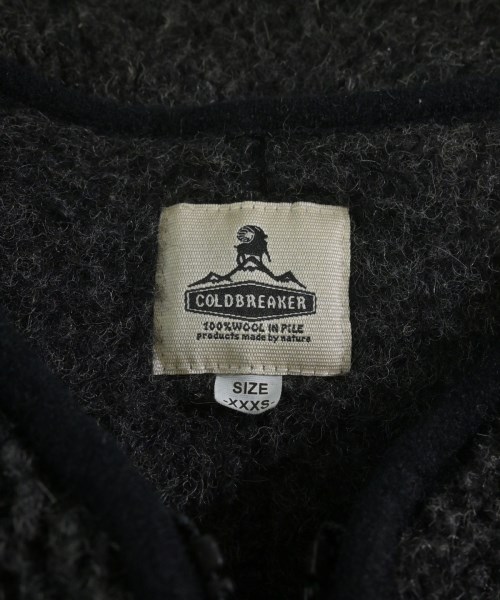 COLDBREAKER
100% WOOL IN PILE
products made by nature
SIZE
-XXXS-